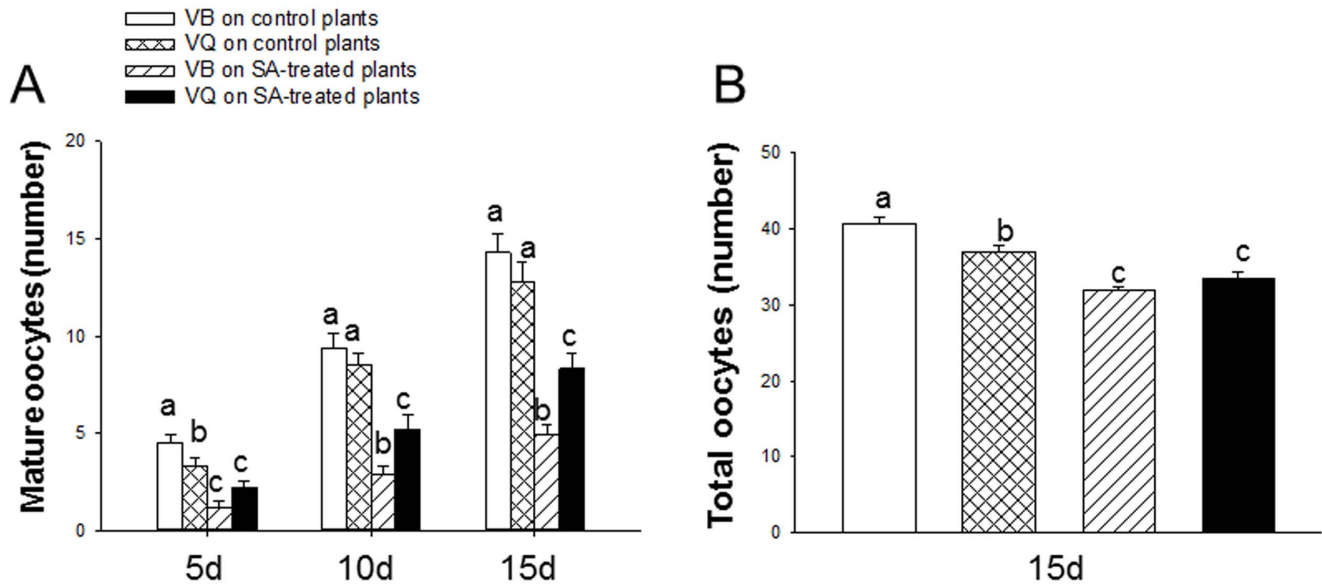 VB on control plants
VQ on control plants
VB on SA-treated plants
VQ on SA-treated plants
A
Mature oocytes(number)
20
15
10
5
0
a
b
c
c
a
a
b
c
a
a
b
c
5d
10d
15d
B
Total oocytes (number)
50
40
30
20
10
0
a
b
c
c
15d